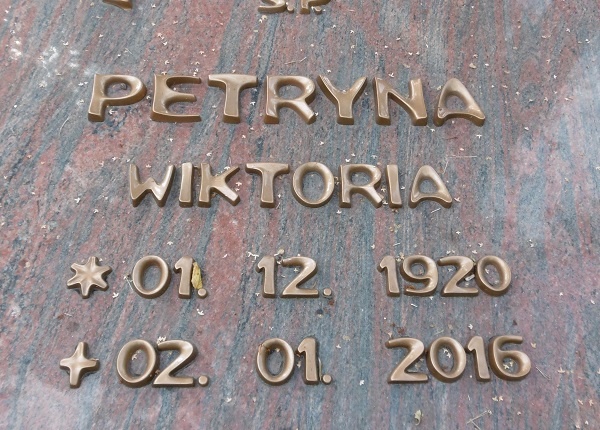 PETRYNA
WIKTORIA
* 01. 12. 1920
+ 02. 01. 2016